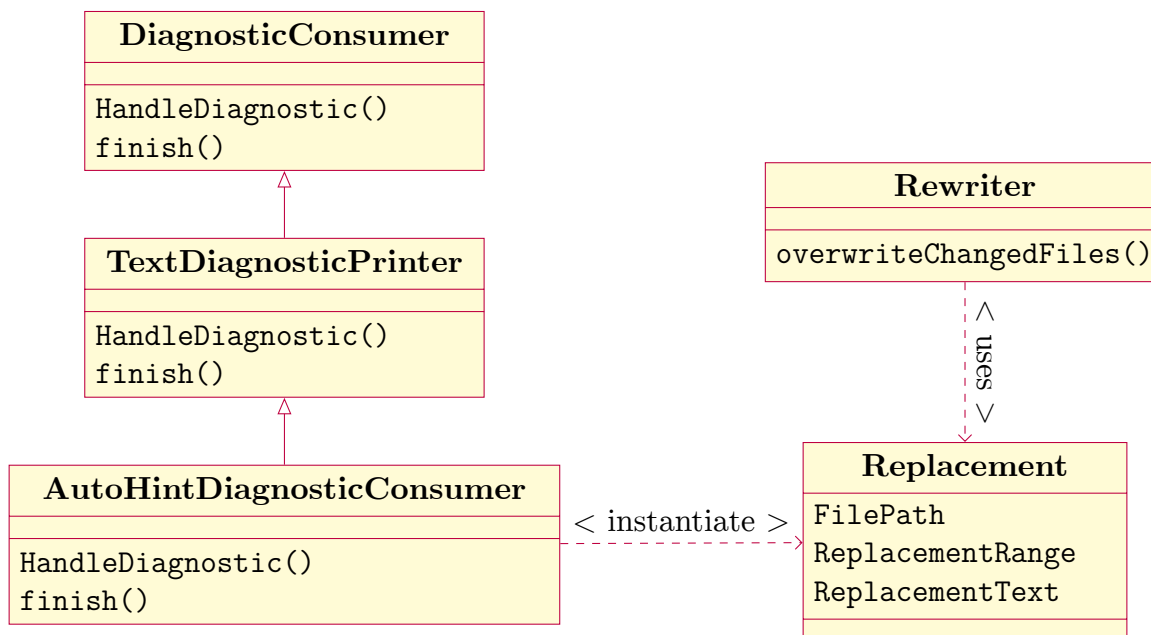 DiagnosticConsumer
HandleDiagnostic()
finish()
TextDiagnosticPrinter
HandleDiagnostic()
finish()
AutoHintDiagnosticConsumer
HandleDiagnostic()
finish()
< instantiate >
Rewriter
overwriteChangedFiles()
< uses >
Replacement
FilePath
ReplacementRange
ReplacementText